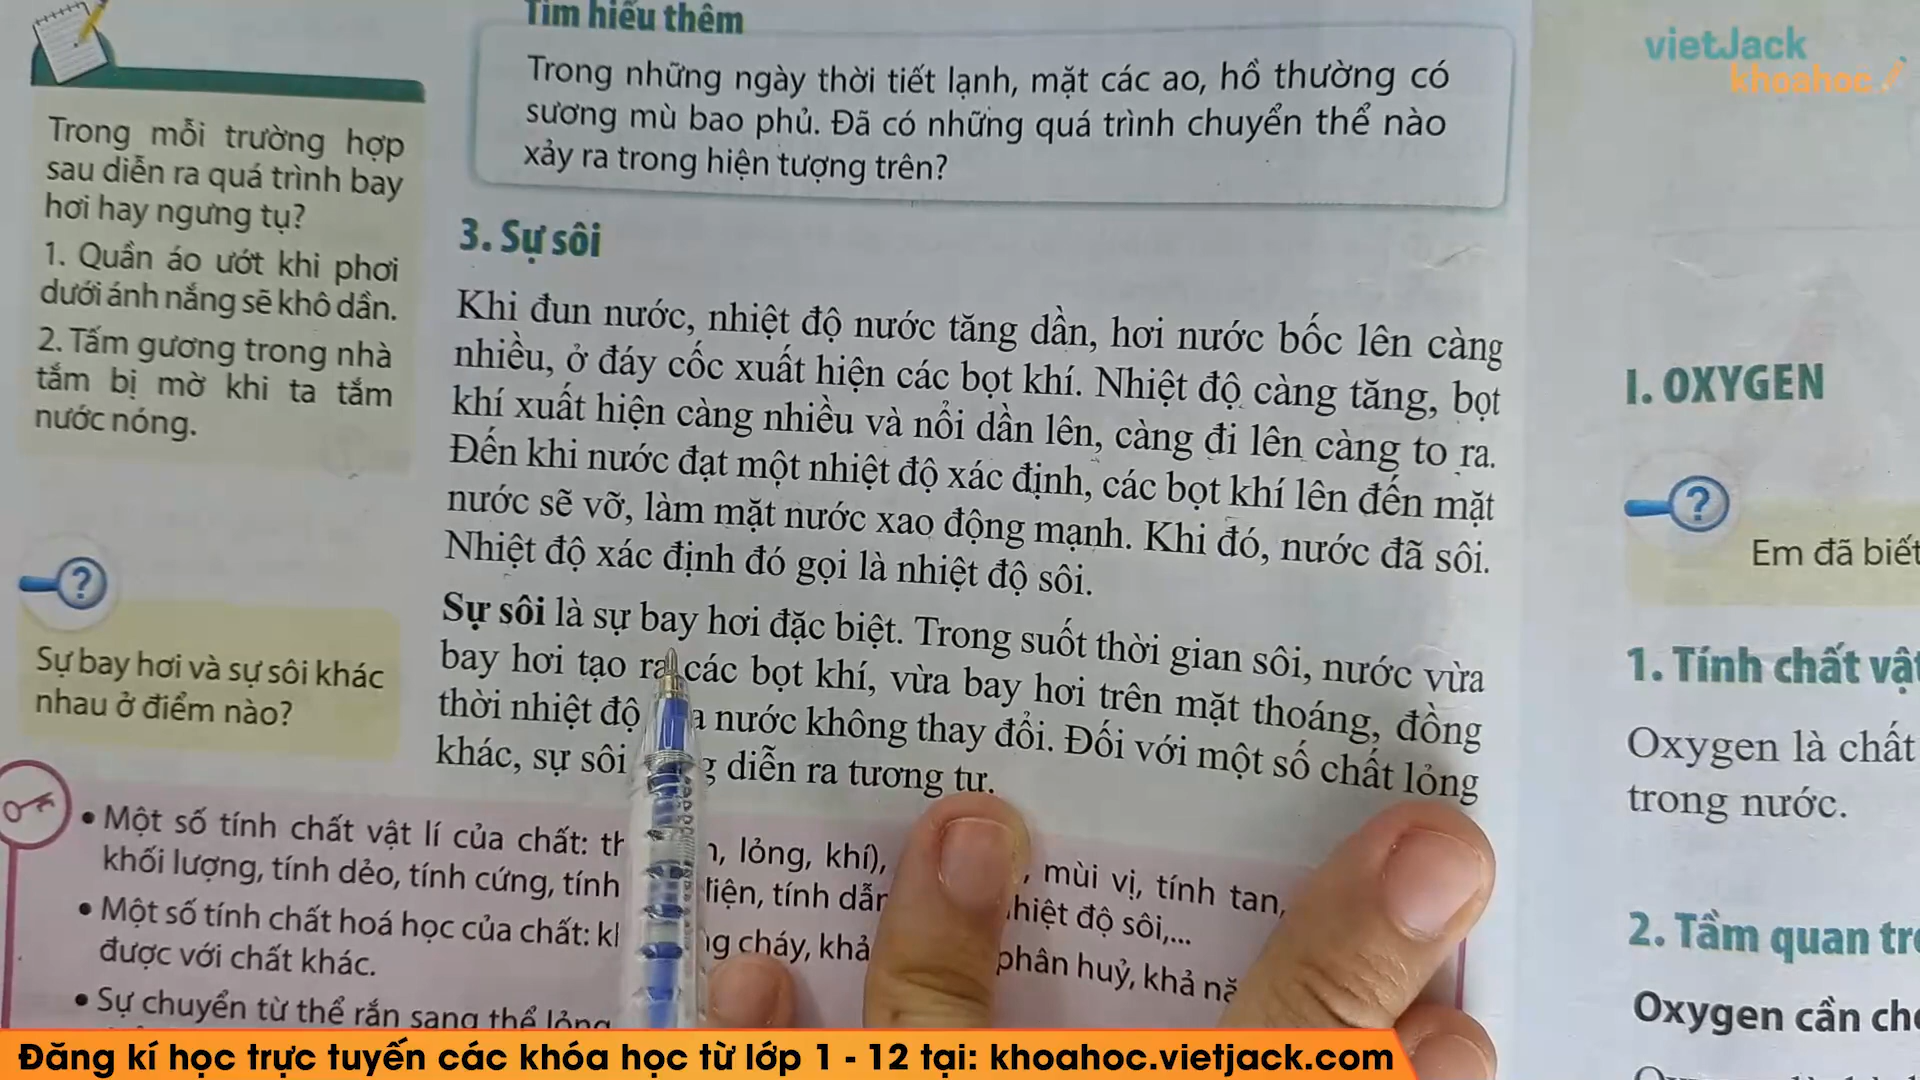 Tìm hiểu thêm
Trong những ngày thời tiết lạnh, mặt các ao, hồ thường có
sương mù bao phủ. Đã có những quá trình chuyển thể nào
xảy ra trong hiện tượng trên?
Trong mỗi trường hợp
sau diễn ra quá trình bay
hơi hay ngưng tụ?
1. Quần áo ướt khi phơi
dưới ánh nắng sẽ khô dần.
2. Tấm gương trong nhà
tắm bị mờ khi ta tắm
nước nóng.
3. Sự sôi
Khi đun nước, nhiệt độ nước tăng dần, hơi nước bốc lên càng
nhiều, ở đáy cốc xuất hiện các bọt khí. Nhiệt độ càng tăng, bọt
khí xuất hiện càng nhiều và nổi dần lên, càng đi lên càng to ra.
Đến khi nước đạt một nhiệt độ xác định, các bọt khí lên đến mặt
nước sẽ vỡ, làm mặt nước xao động mạnh. Khi đó, nước đã sôi.
Nhiệt độ xác định đó gọi là nhiệt độ sôi.
Sự sôi là sự bay hơi đặc biệt. Trong suốt thời gian sôi, nước vừa
bay hơi tạo ra các bọt khí, vừa bay hơi trên mặt thoáng, đồng
thời nhiệt độ nước không thay đổi. Đối với một số chất lỏng
khác, sự sôi diễn ra tương tự.
?
Sự bay hơi và sự sôi khác
nhau ở điểm nào?
• Một số tính chất vật lí của chất: lỏng, khí), mùi vị, tính tan,
khối lượng, tính dẻo, tính cứng, tính điện, tính dẫn nhiệt độ sôi,...
• Một số tính chất hoá học của chất: cháy, khả phân huỷ, khả
được với chất khác.
• Sự chuyển từ thể rắn sang thể lỏng
vietJack
khoahoc
I. OXYGEN
?
Em đã biết
1. Tính chất vật
Oxygen là chất
trong nước.
2. Tầm quan
Oxygen cần
Đăng kí học trực tuyến các khóa học từ lớp 1 - 12 tại: khoahoc.vietjack.com